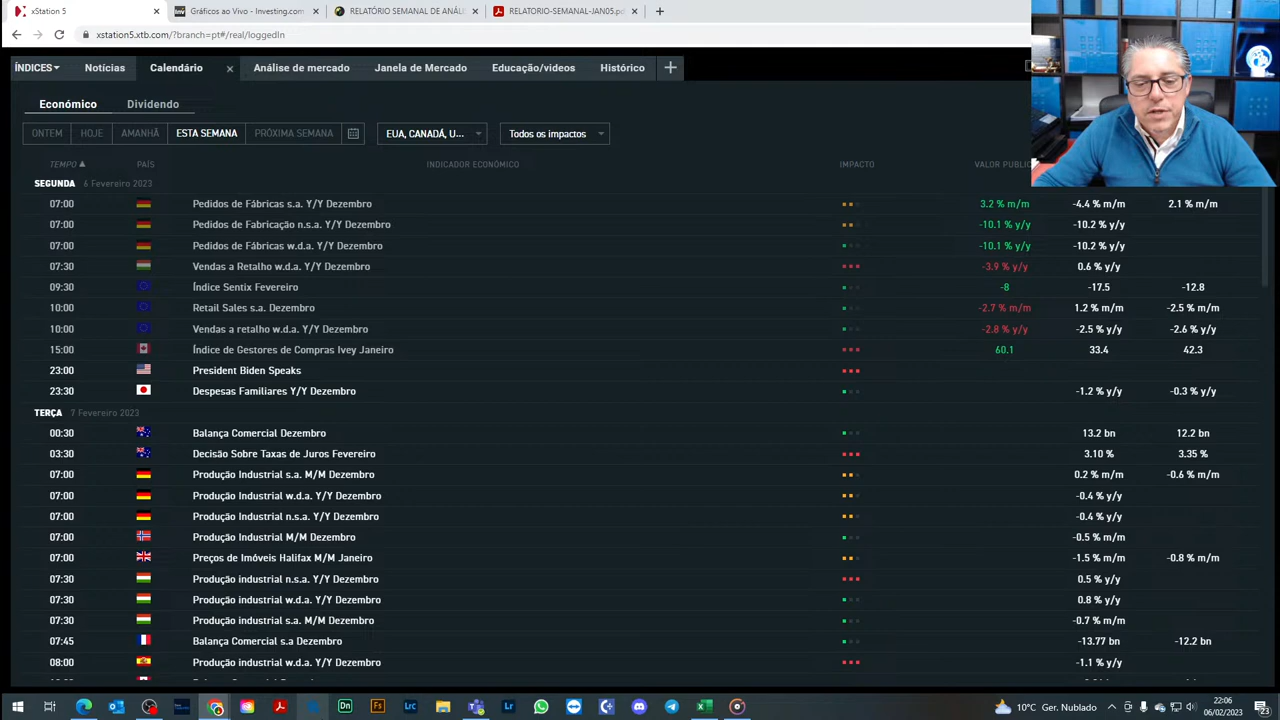 xStation 5
Gráficos ao Vivo - Investing.com
RELATÓRIO SEMANAL DE ANÁL
RELATORIO-SEMANAL-JAN05.pd
xstation5.xtb.com/?branch=pt#/real/loggedIn
ÍNDICES Notícias Calendário Análise de mercado Janela de Mercado Histórico
Económico Dividendo
ONTEM HOJE AMANHÃ ESTA SEMANA PRÓXIMA SEMANA EUA, CANADÁ, U... Todos os impactos
TEMPO PAÍS INDICADOR ECONÓMICO IMPACTO VALOR PUBLIC
SEGUNDA 6 Fevereiro 2023
07:00 Pedidos de Fábricas s.a. Y/Y Dezembro 3.2 % m/m -4.4 % m/m 2.1 % m/m
07:00 Pedidos de Fabricação n.s.a. Y/Y Dezembro -10.1 % y/y -10.2 % y/y
07:00 Pedidos de Fábricas w.d.a. Y/Y Dezembro -10.1 % y/y -10.2 % y/y
07:30 Vendas a Retalho w.d.a. Y/Y Dezembro -3.9 % y/y 0.6 % y/y
09:30 Índice Sentix Fevereiro -8 -17.5 -12.8
10:00 Retail Sales s.a. Dezembro -2.7 % m/m 1.2 % m/m -2.5 % m/m
10:00 Vendas a retalho w.d.a. Y/Y Dezembro -2.8 % y/y -2.5 % y/y -2.6 % y/y
15:00 Índice de Gestores de Compras Ivey Janeiro 60.1 33.4 42.3
23:00 President Biden Speaks
23:30 Despesas Familiares Y/Y Dezembro -1.2 % y/y -0.3 % y/y
TERÇA 7 Fevereiro 2023
00:30 Balança Comercial Dezembro 13.2 bn 12.2 bn
03:30 Decisão Sobre Taxas de Juros Fevereiro 3.10 % 3.35 %
07:00 Produção Industrial s.a. M/M Dezembro 0.2 % m/m -0.6 % m/m
07:00 Produção Industrial w.d.a. Y/Y Dezembro -0.4 % y/y
07:00 Produção Industrial n.s.a. Y/Y Dezembro -0.4 % y/y
07:00 Produção Industrial M/M Dezembro -0.5 % m/m
07:00 Preços de Imóveis Halifax M/M Janeiro -1.5 % m/m -0.8 % m/m
07:30 Produção industrial n.s.a. Y/Y Dezembro 0.5 % y/y
07:30 Produção industrial w.d.a. Y/Y Dezembro 0.8 % y/y
07:30 Produção industrial s.a. M/M Dezembro -0.7 % m/m
07:45 Balança Comercial s.a Dezembro -13.77 bn -12.2 bn
08:00 Produção industrial w.d.a. Y/Y Dezembro -1.1 % y/y
10°C Ger. Nublado
22:06
06/02/2023
23